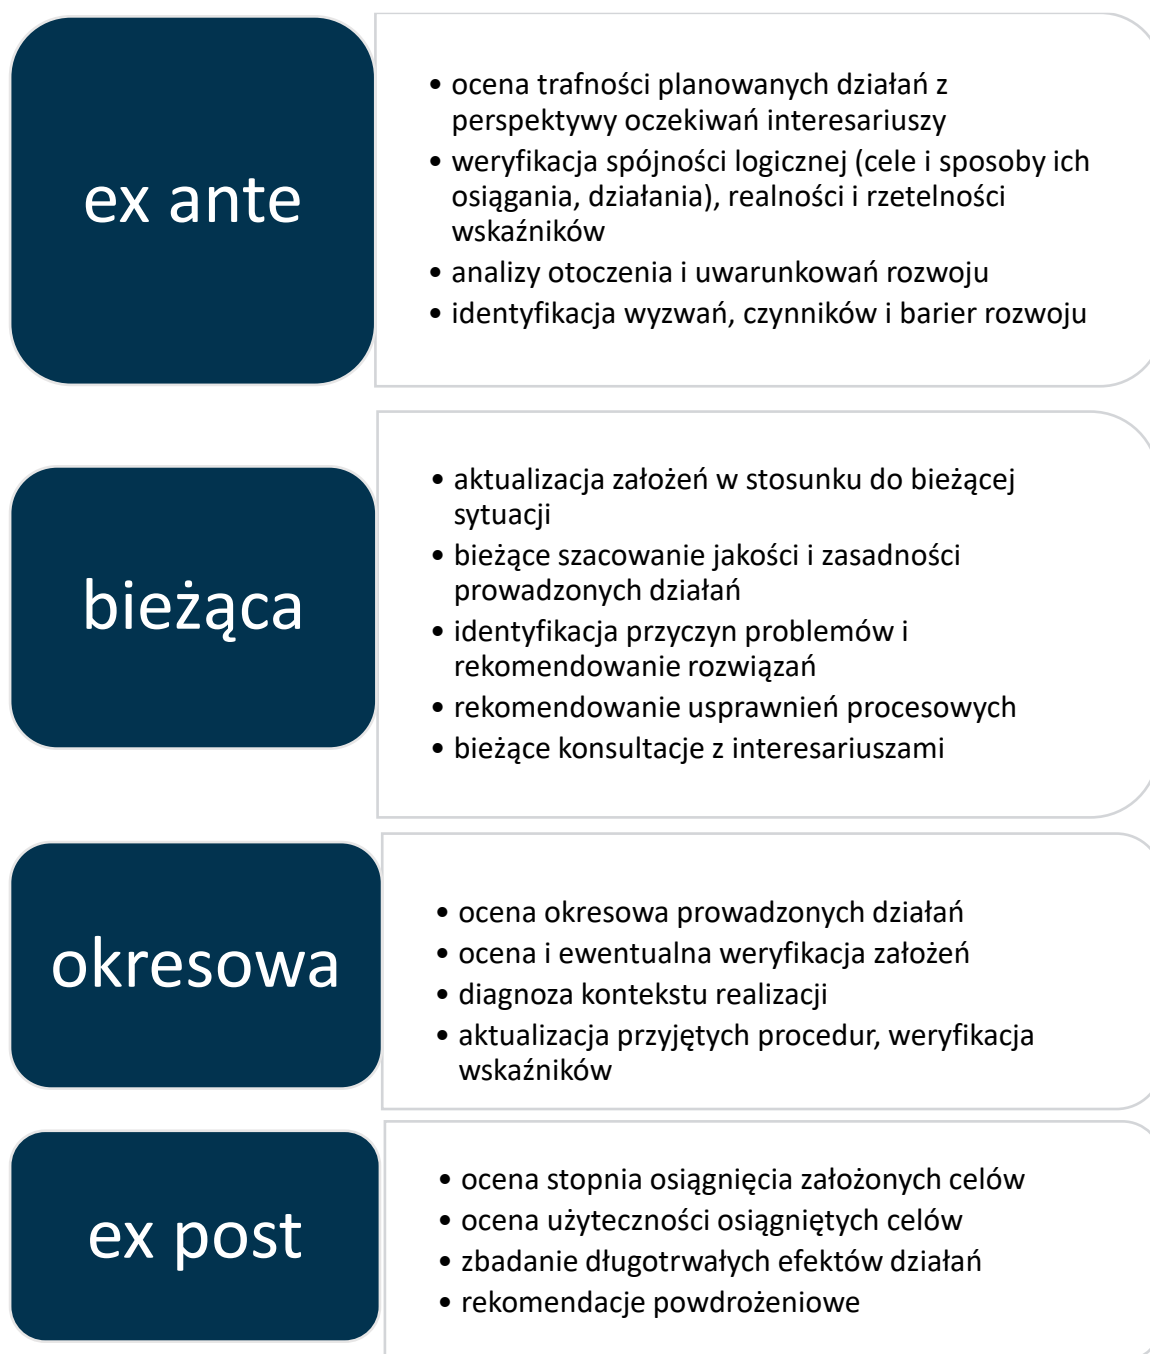 ex ante
• ocena trafności planowanych działań z
perspektywy oczekiwań interesariuszy
• weryfikacja spójności logicznej (cele i sposoby ich
osiągania, działania), realności i rzetelności
wskaźników
• analizy otoczenia i uwarunkowań rozwoju
• identyfikacja wyzwań, czynników i barier rozwoju
bieżąca
• aktualizacja założeń w stosunku do bieżącej
sytuacji
• bieżące szacowanie jakości i zasadności
prowadzonych działań
• identyfikacja przyczyn problemów i
rekomendowanie rozwiązań
• rekomendowanie usprawnień procesowych
• bieżące konsultacje z interesariuszami
okresowa
• ocena okresowa prowadzonych działań
• ocena i ewentualna weryfikacja założeń
• diagnoza kontekstu realizacji
• aktualizacja przyjętych procedur, weryfikacja
wskaźników
ex post
• ocena stopnia osiągnięcia założonych celów
• ocena użyteczności osiągniętych celów
• zbadanie długotrwałych efektów działań
• rekomendacje powdrożeniowe